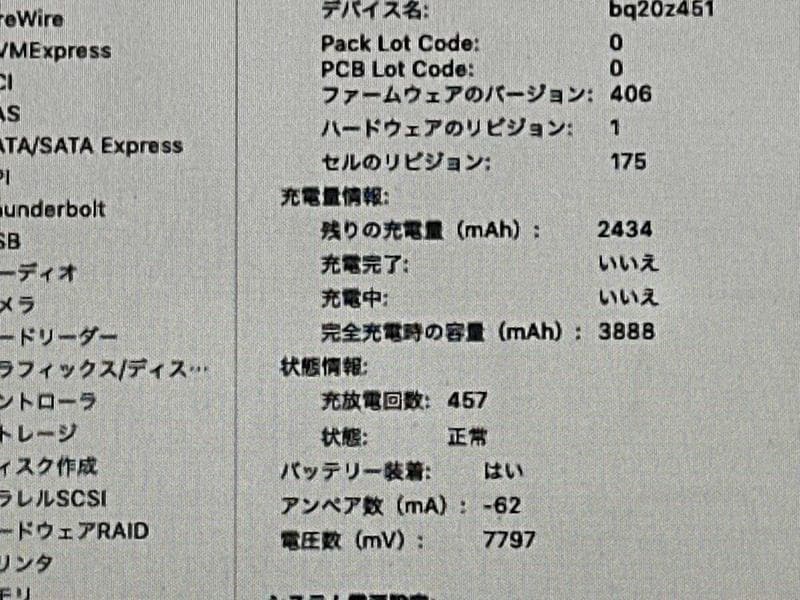 reWire
VMExpress
CI
AS
ATA/SATA Express
PI
underbolt
SB
ーディオ
メラ
ードリーダー
ラフィックス/ディス…
ントローラ
トレージ
ィスク作成
ラレルSCSI
ードウェアRAID
リンタ
モリ
デバイス名: bq20z451
Pack Lot Code: 0
PCB Lot Code: 0
ファームウェアのバージョン: 406
ハードウェアのリビジョン: 1
セルのリビジョン: 175
充電量情報:
残りの充電量（mAh）: 2434
充電完了: いいえ
充電中: いいえ
完全充電時の容量（mAh）: 3888
状態情報:
充放電回数: 457
状態: 正常
バッテリー装着: はい
アンペア数（mA）: -62
電圧数（mV）: 7797